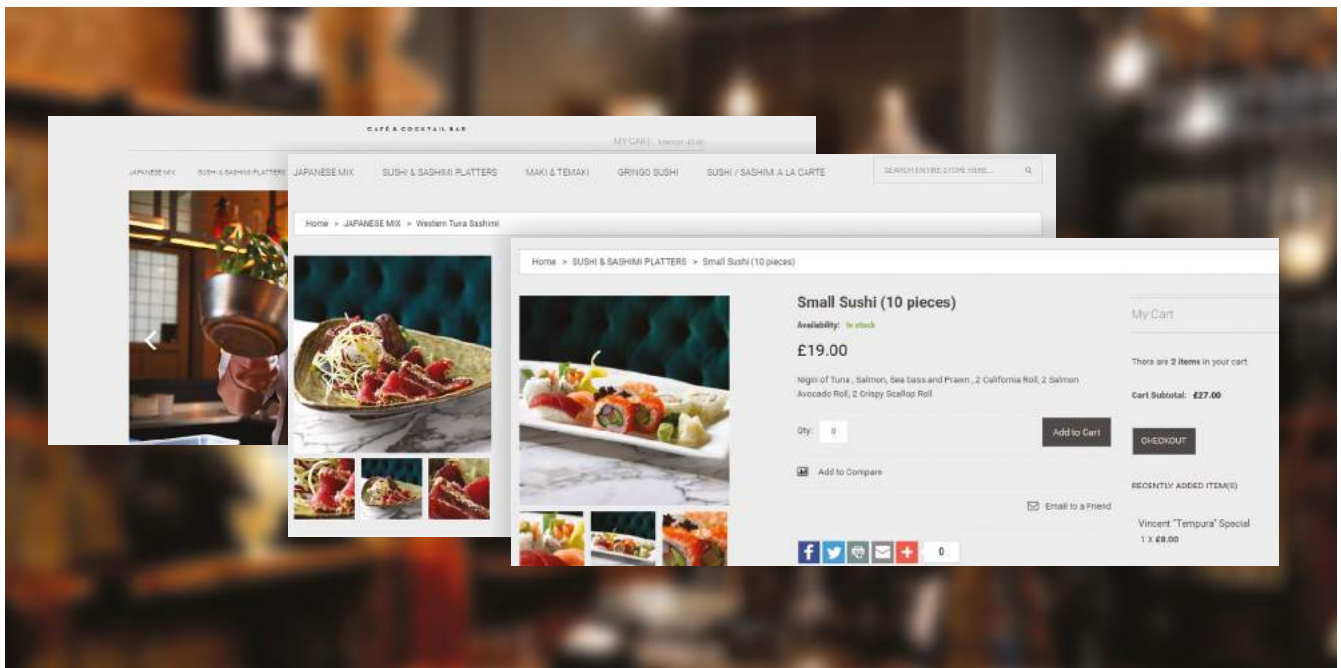 CAFÉ & COCKTAIL BAR
MY CART:
JAPANESE MIX SUSHI & SASHIMI PLATTERS
JAPANESE MIX SUSHI & SASHIMI PLATTERS MAKI & TEMAKI GRINGO SUSHI SUSHI / SASHIMI A LA CARTE SEARCH ENTIRE STORE HERE...
Home > JAPANESE MIX > Western Tuna Sashimi
Home > SUSHI & SASHIMI PLATTERS > Small Sushi (10 pieces)
Small Sushi (10 pieces)
Availability: In stock
£19.00
Nigiri of Tuna , Salmon, Sea bass and Prawn , 2 California Roll, 2 Salmon
Avocado Roll, 2 Crispy Scallop Roll
Qty: 0
Add to Cart
Add to Compare
Email to a Friend
0
My Cart
There are 2 items in your cart.
Cart Subtotal: £27.00
CHECKOUT
RECENTLY ADDED ITEM(S)
Vincent "Tempura" Special
1 X £8.00